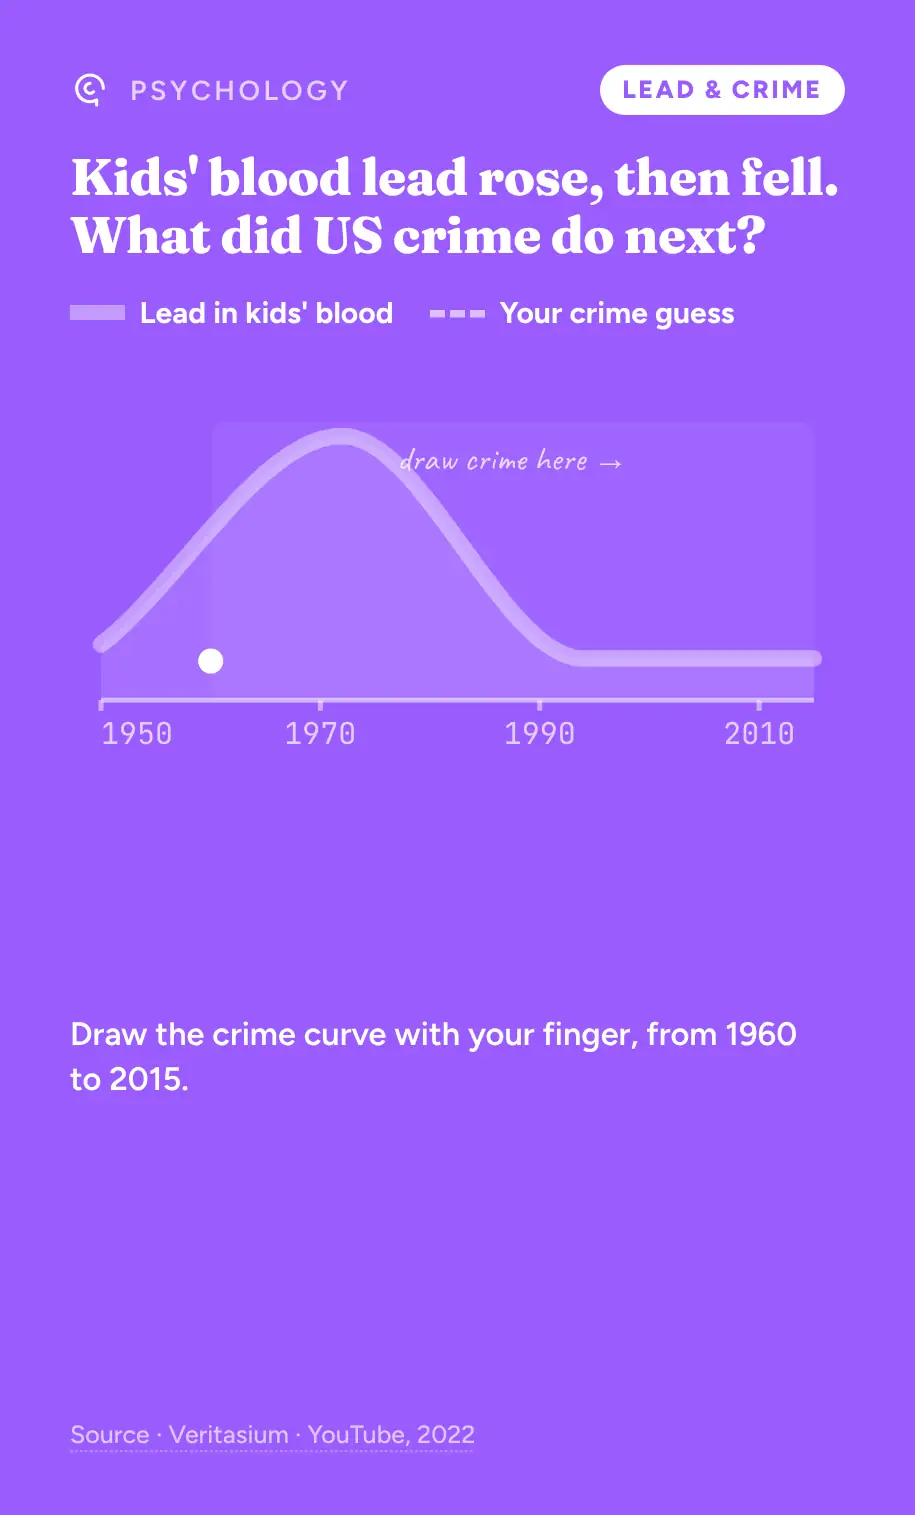 PSYCHOLOGY
LEAD & CRIME
Kids' blood lead rose, then fell.
What did US crime do next?
Lead in kids' blood
Your crime guess
draw crime here →
1950 1970 1990 2010
Draw the crime curve with your finger, from 1960
to 2015.
Source · Veritasium · YouTube, 2022